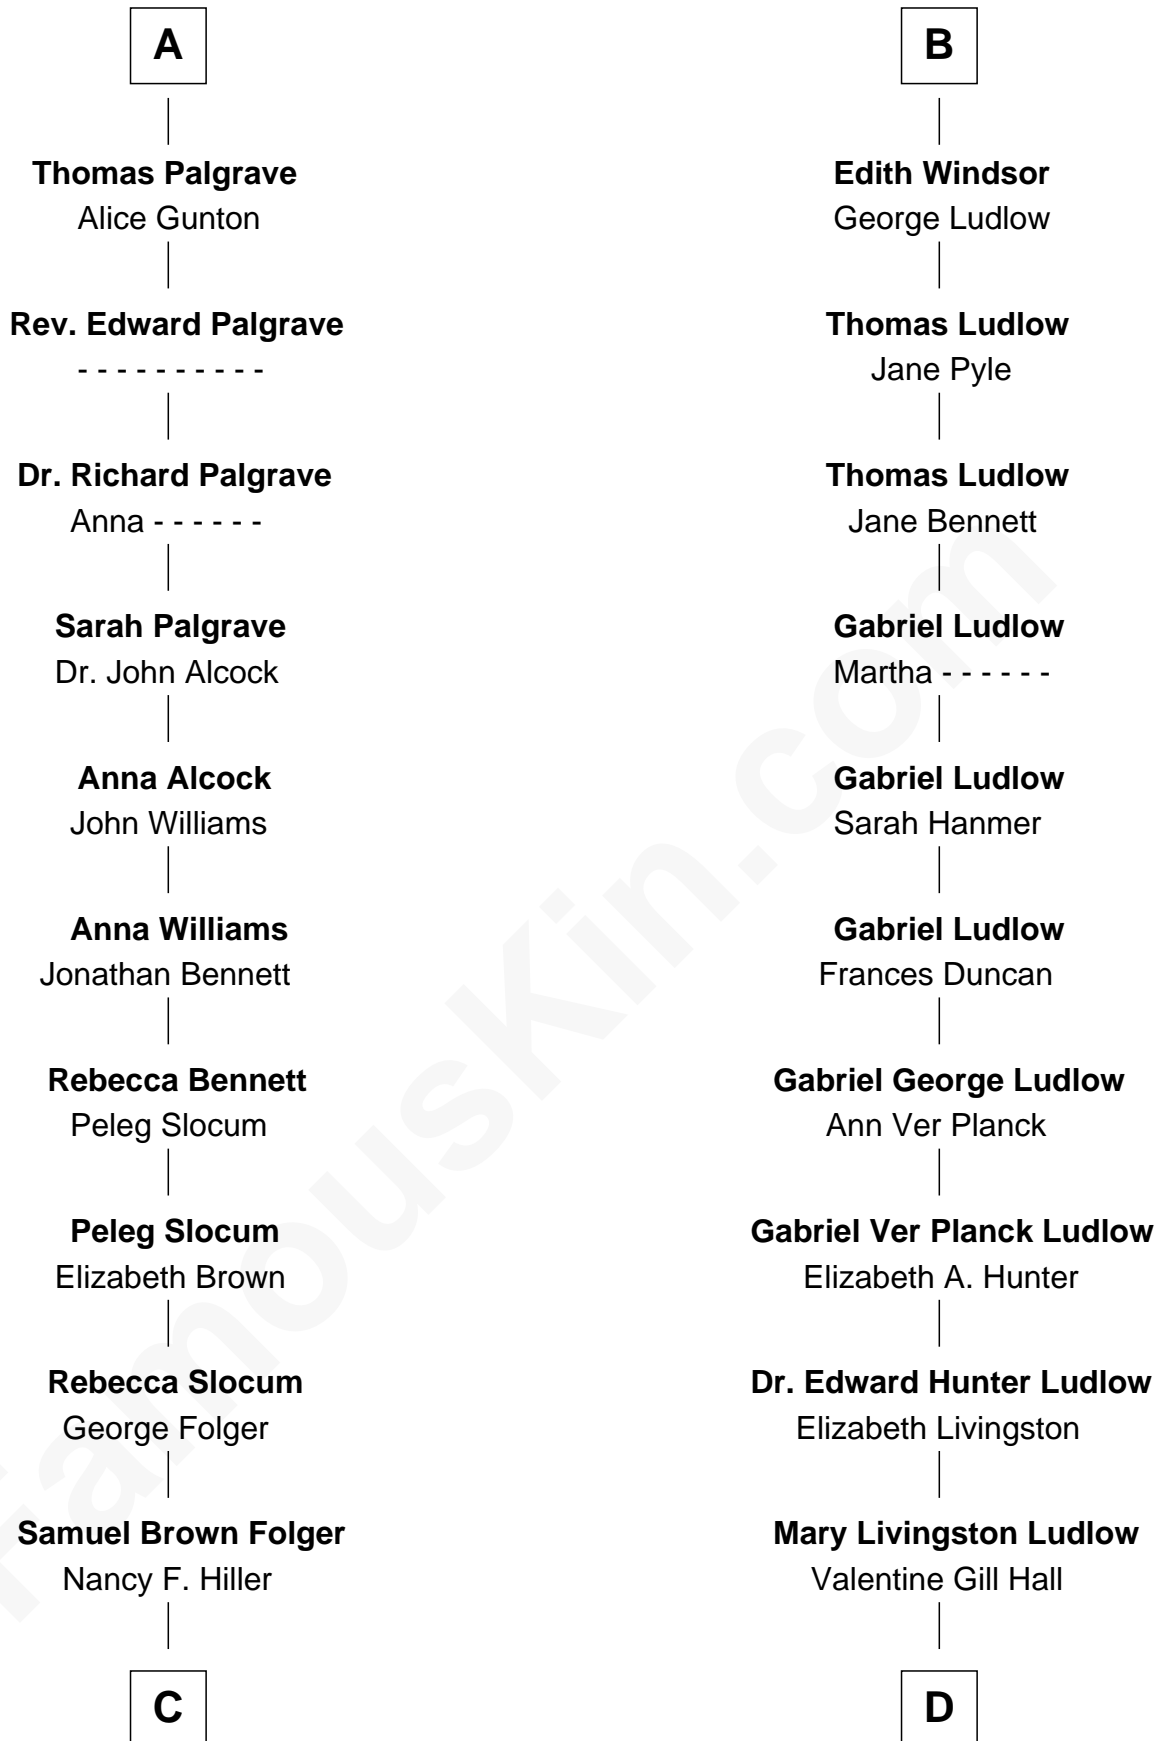 A
Thomas Palgrave
Alice Gunton
Rev. Edward Palgrave
- - - - - - - - - -
Dr. Richard Palgrave
Anna - - - - - -
Sarah Palgrave
Dr. John Alcock
Anna Alcock
John Williams
Anna Williams
Jonathan Bennett
Rebecca Bennett
Peleg Slocum
Peleg Slocum
Elizabeth Brown
Rebecca Slocum
George Folger
Samuel Brown Folger
Nancy F. Hiller
C
B
Edith Windsor
George Ludlow
Thomas Ludlow
Jane Pyle
Thomas Ludlow
Jane Bennett
Gabriel Ludlow
Martha - - - - - -
Gabriel Ludlow
Sarah Hanmer
Gabriel Ludlow
Frances Duncan
Gabriel George Ludlow
Ann Ver Planck
Gabriel Ver Planck Ludlow
Elizabeth A. Hunter
Dr. Edward Hunter Ludlow
Elizabeth Livingston
Mary Livingston Ludlow
Valentine Gill Hall
D
FamousKin.com